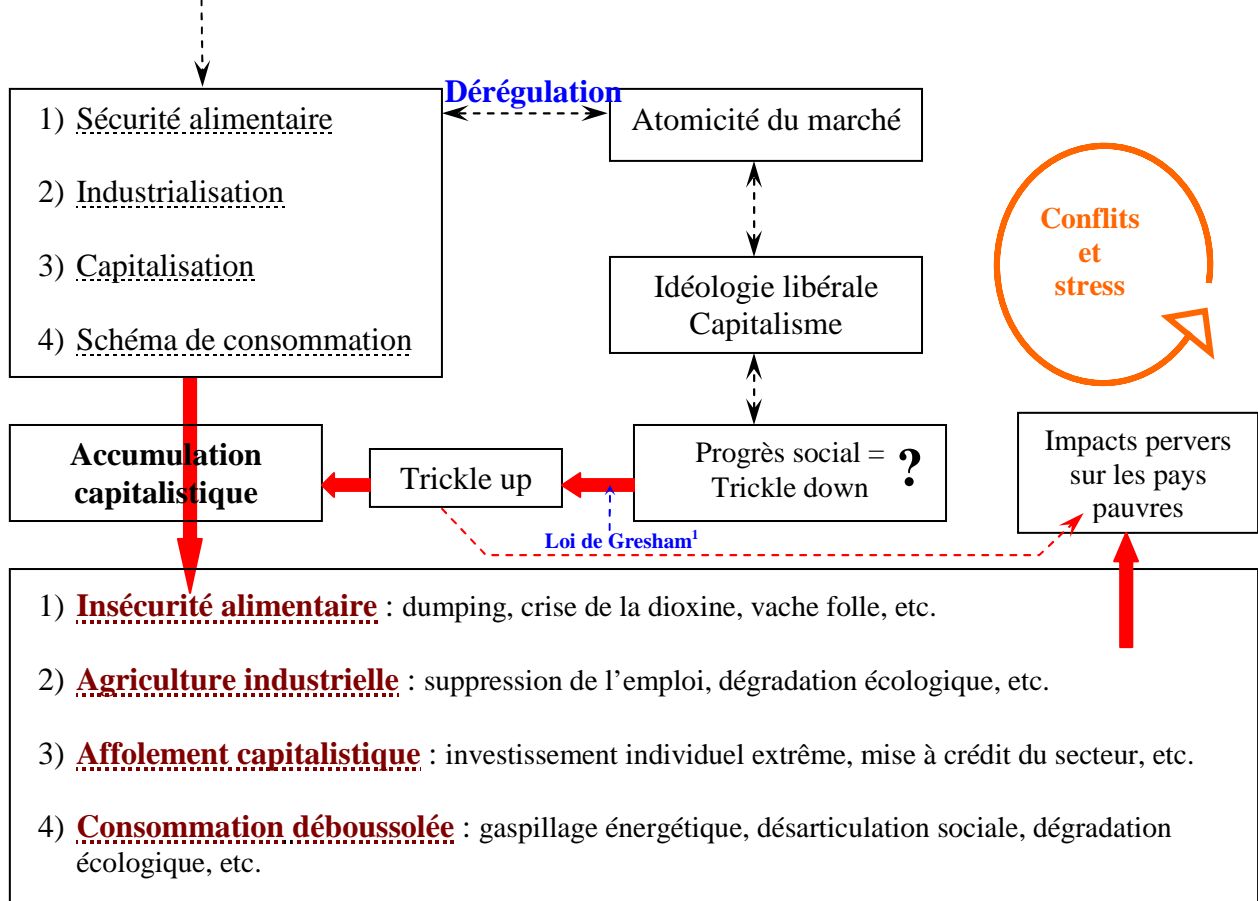 Dérégulation
1) Sécurité alimentaire
2) Industrialisation
3) Capitalisation
4) Schéma de consommation
Atomicité du marché
Idéologie libérale
Capitalisme
Conflits
et
stress
Accumulation
capitalistique
Trickle up
Progrès social = ?
Trickle down
Impacts pervers
sur les pays
pauvres
Loi de Gresham¹
1) Insécurité alimentaire : dumping, crise de la dioxine, vache folle, etc.
2) Agriculture industrielle : suppression de l’emploi, dégradation écologique, etc.
3) Affolement capitalistique : investissement individuel extrême, mise à crédit du secteur, etc.
4) Consommation déboussolée : gaspillage énergétique, désarticulation sociale, dégradation
écologique, etc.